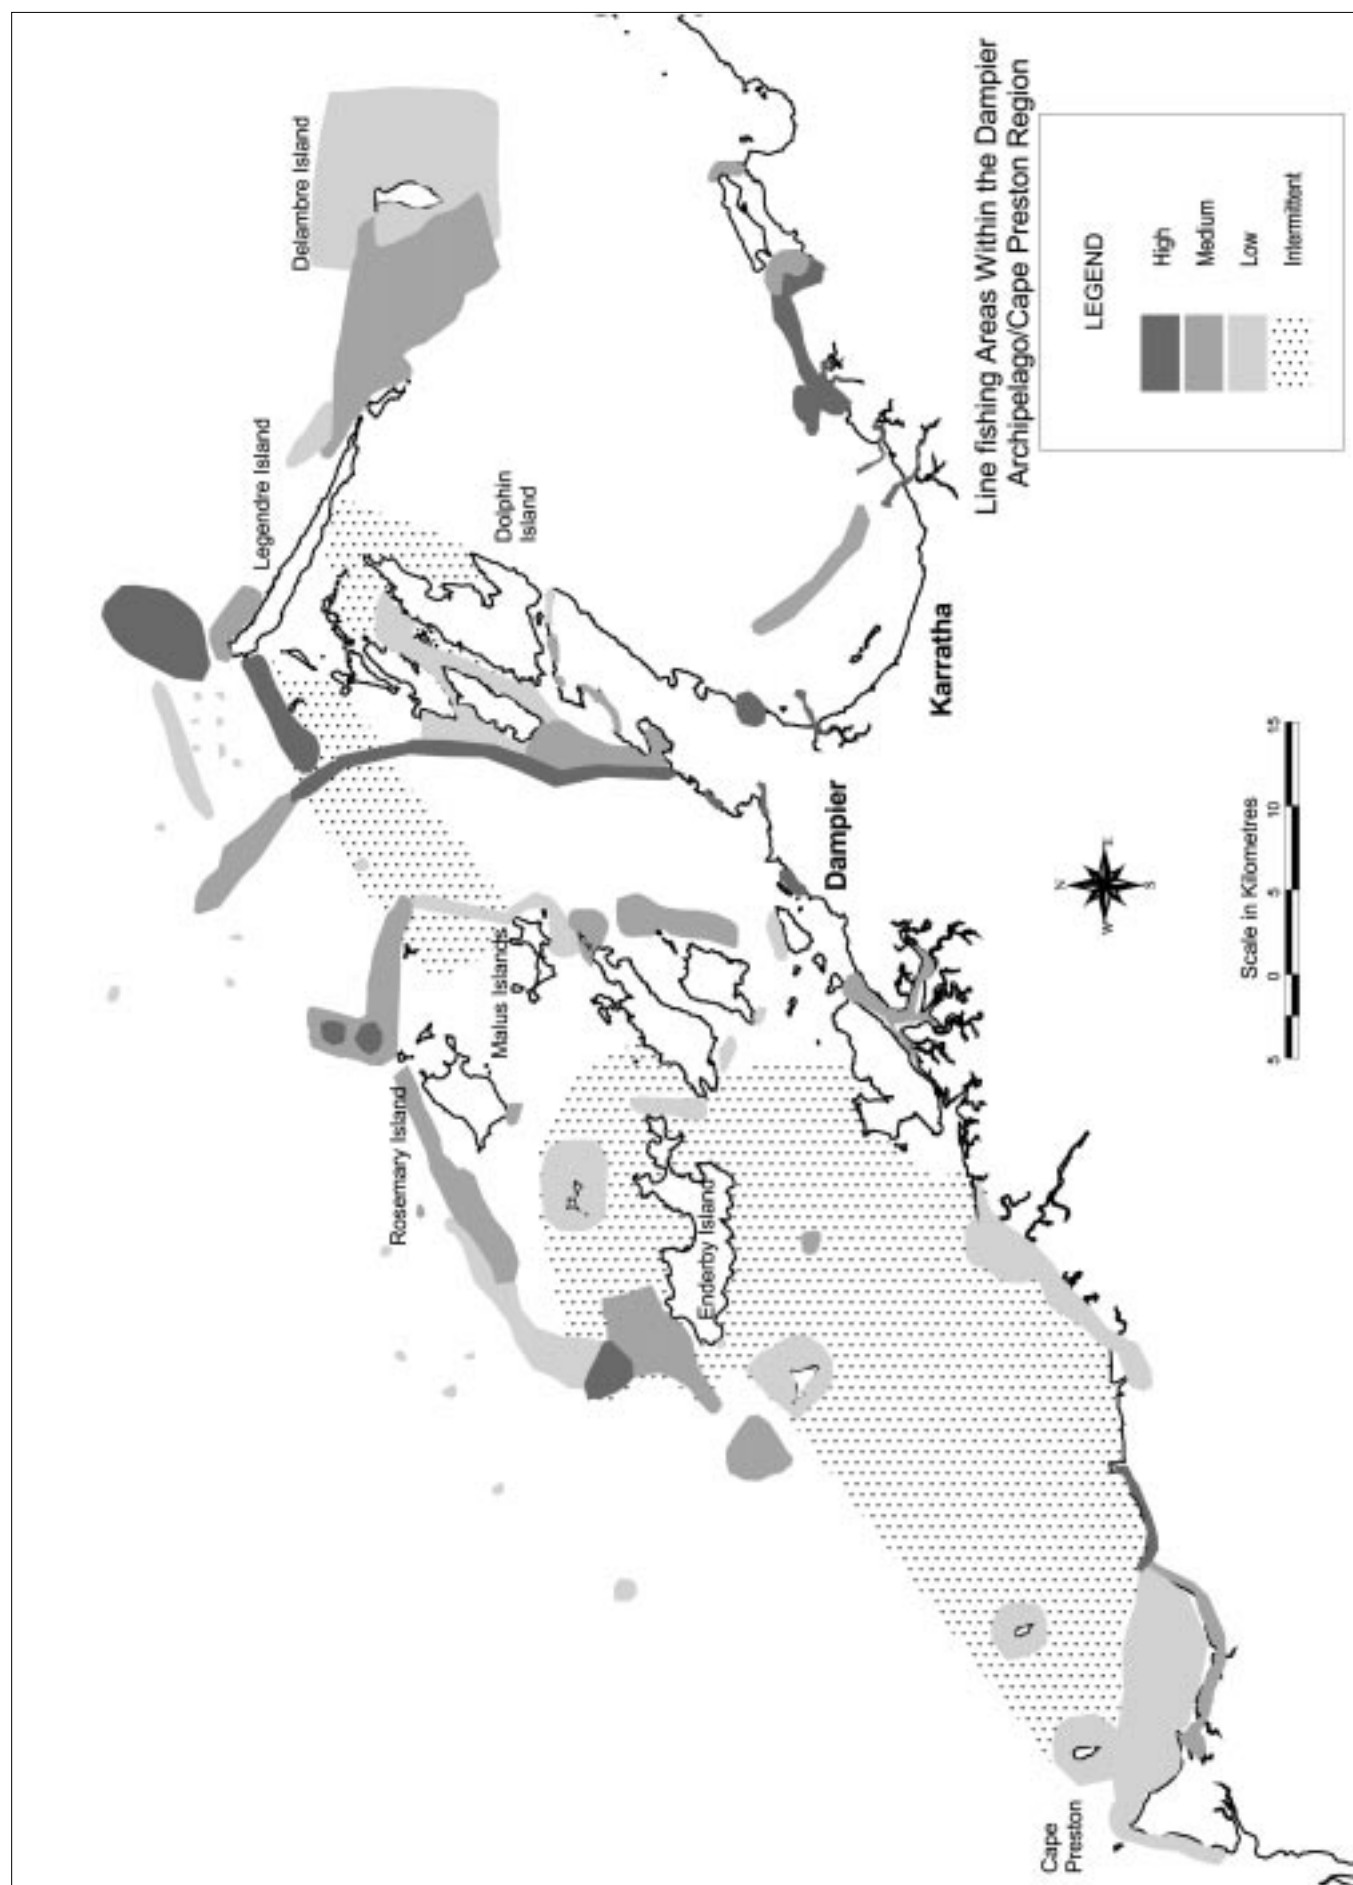 Line fishing Areas Within the Dampier
Archipelago/Cape Preston Region
LEGEND
High
Medium
Low
Intermittent
Delambre Island
Legendre Island
Dolphin
Island
Karratha
Dampier
Malus Islands
Rosemary Island
Enderby Island
Cape
Preston
N
W
E
S
Scale in Kilometres
5 0 5 10 15